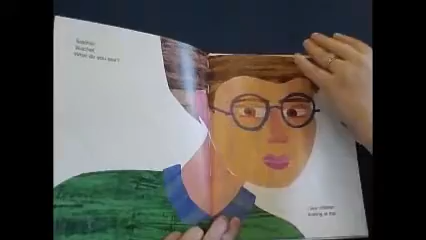 Teacher,
Teacher,
What do you see?
I see children
looking at me.